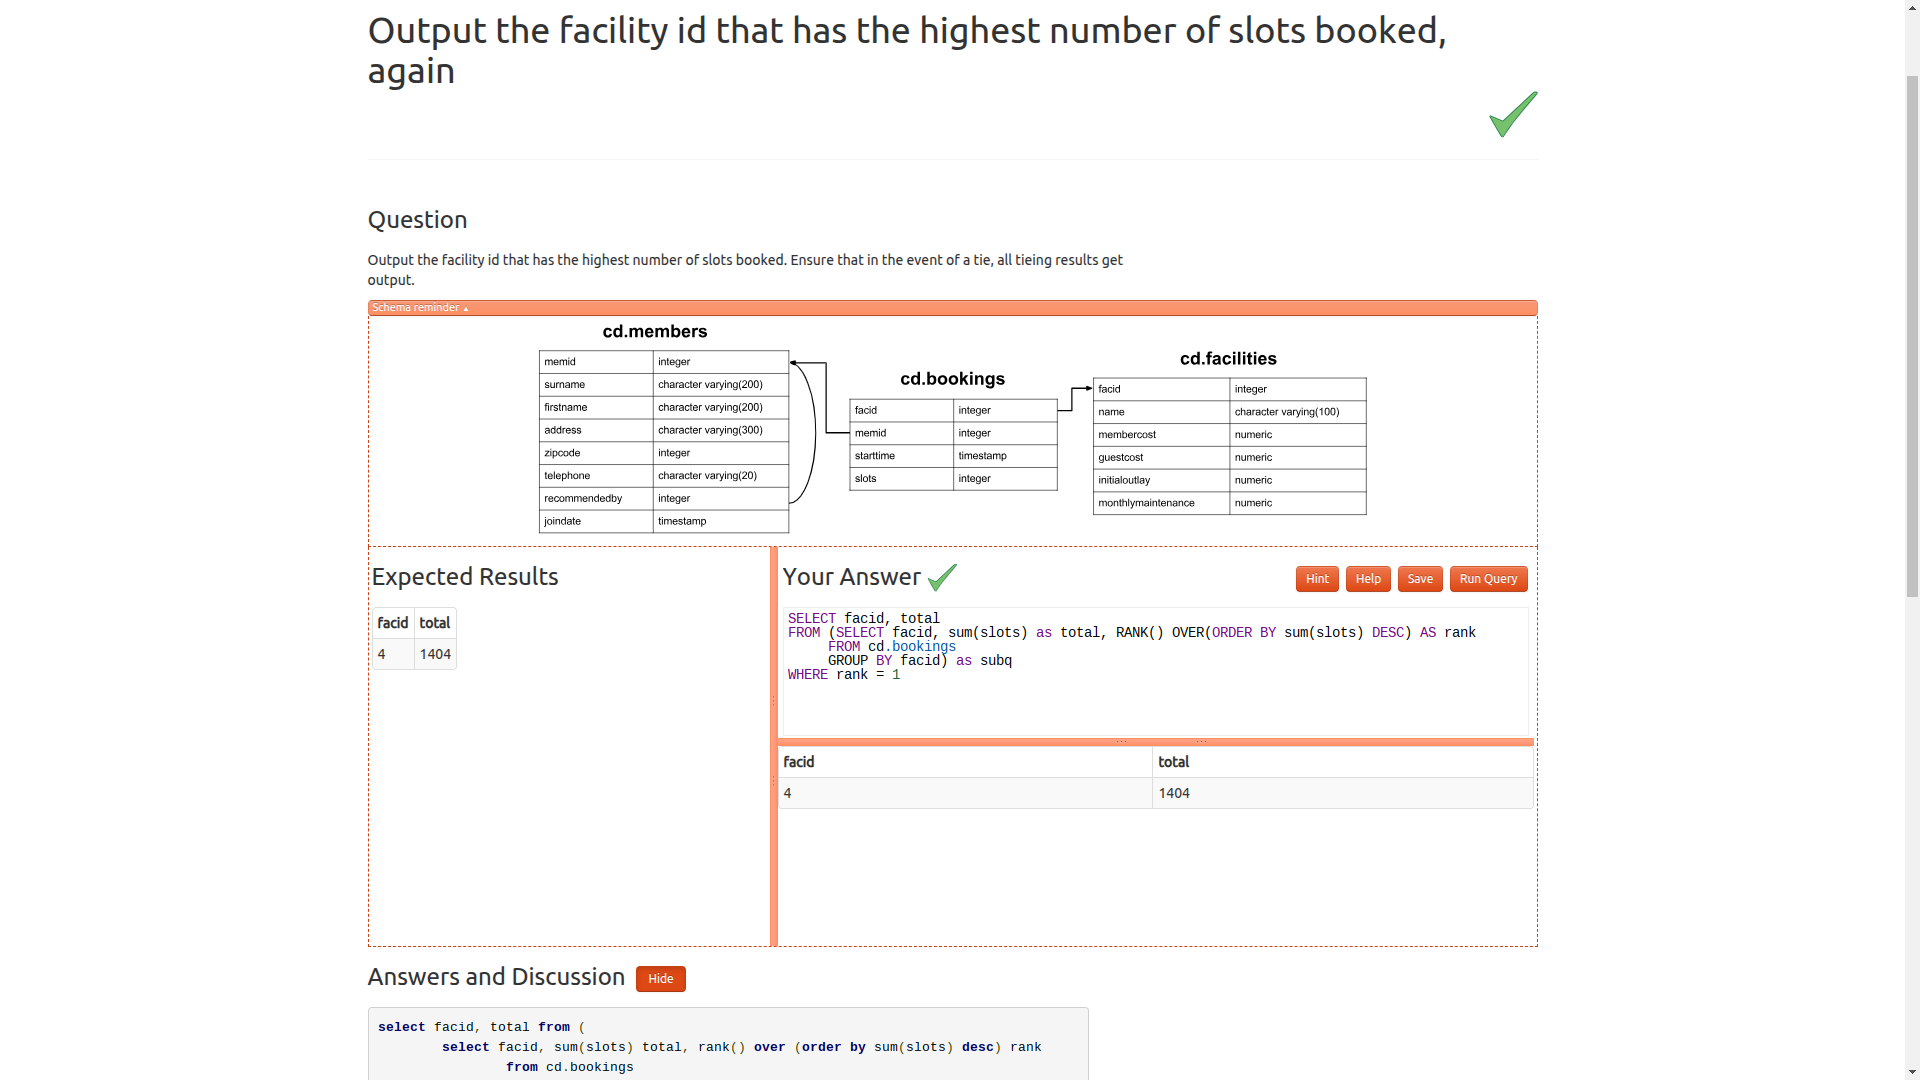 Output the facility id that has the highest number of slots booked,
again
Question
Output the facility id that has the highest number of slots booked. Ensure that in the event of a tie, all tieing results get
output.
Schema reminder ▴
cd.members
memid integer
surname character varying(200)
firstname character varying(200)
address character varying(300)
zipcode integer
telephone character varying(20)
recommendedby integer
joindate timestamp
cd.bookings
facid integer
memid integer
starttime timestamp
slots integer
cd.facilities
facid integer
name character varying(100)
membercost numeric
guestcost numeric
initialoutlay numeric
monthlymaintenance numeric
Expected Results
facid total
4 1404
Your Answer
Hint Help Save Run Query
SELECT facid, total
FROM (SELECT facid, sum(slots) as total, RANK() OVER(ORDER BY sum(slots) DESC) AS rank
     FROM cd.bookings
     GROUP BY facid) as subq
WHERE rank = 1
facid total
4 1404
Answers and Discussion Hide
select facid, total from (
        select facid, sum(slots) total, rank() over (order by sum(slots) desc) rank
                from cd.bookings